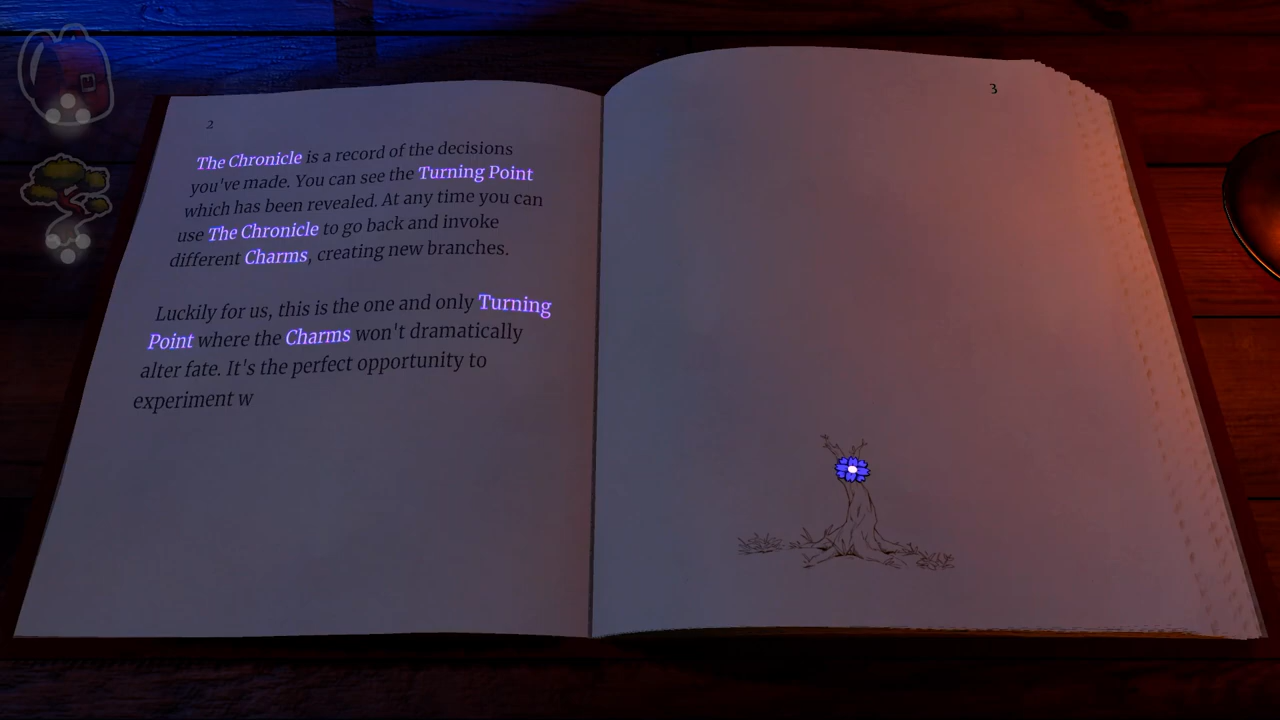 2
The Chronicle is a record of the decisions
you've made. You can see the Turning Point
which has been revealed. At any time you can
use The Chronicle to go back and invoke
different Charms, creating new branches.
Luckily for us, this is the one and only Turning
Point where the Charms won't dramatically
alter fate. It's the perfect opportunity to
experiment w
3